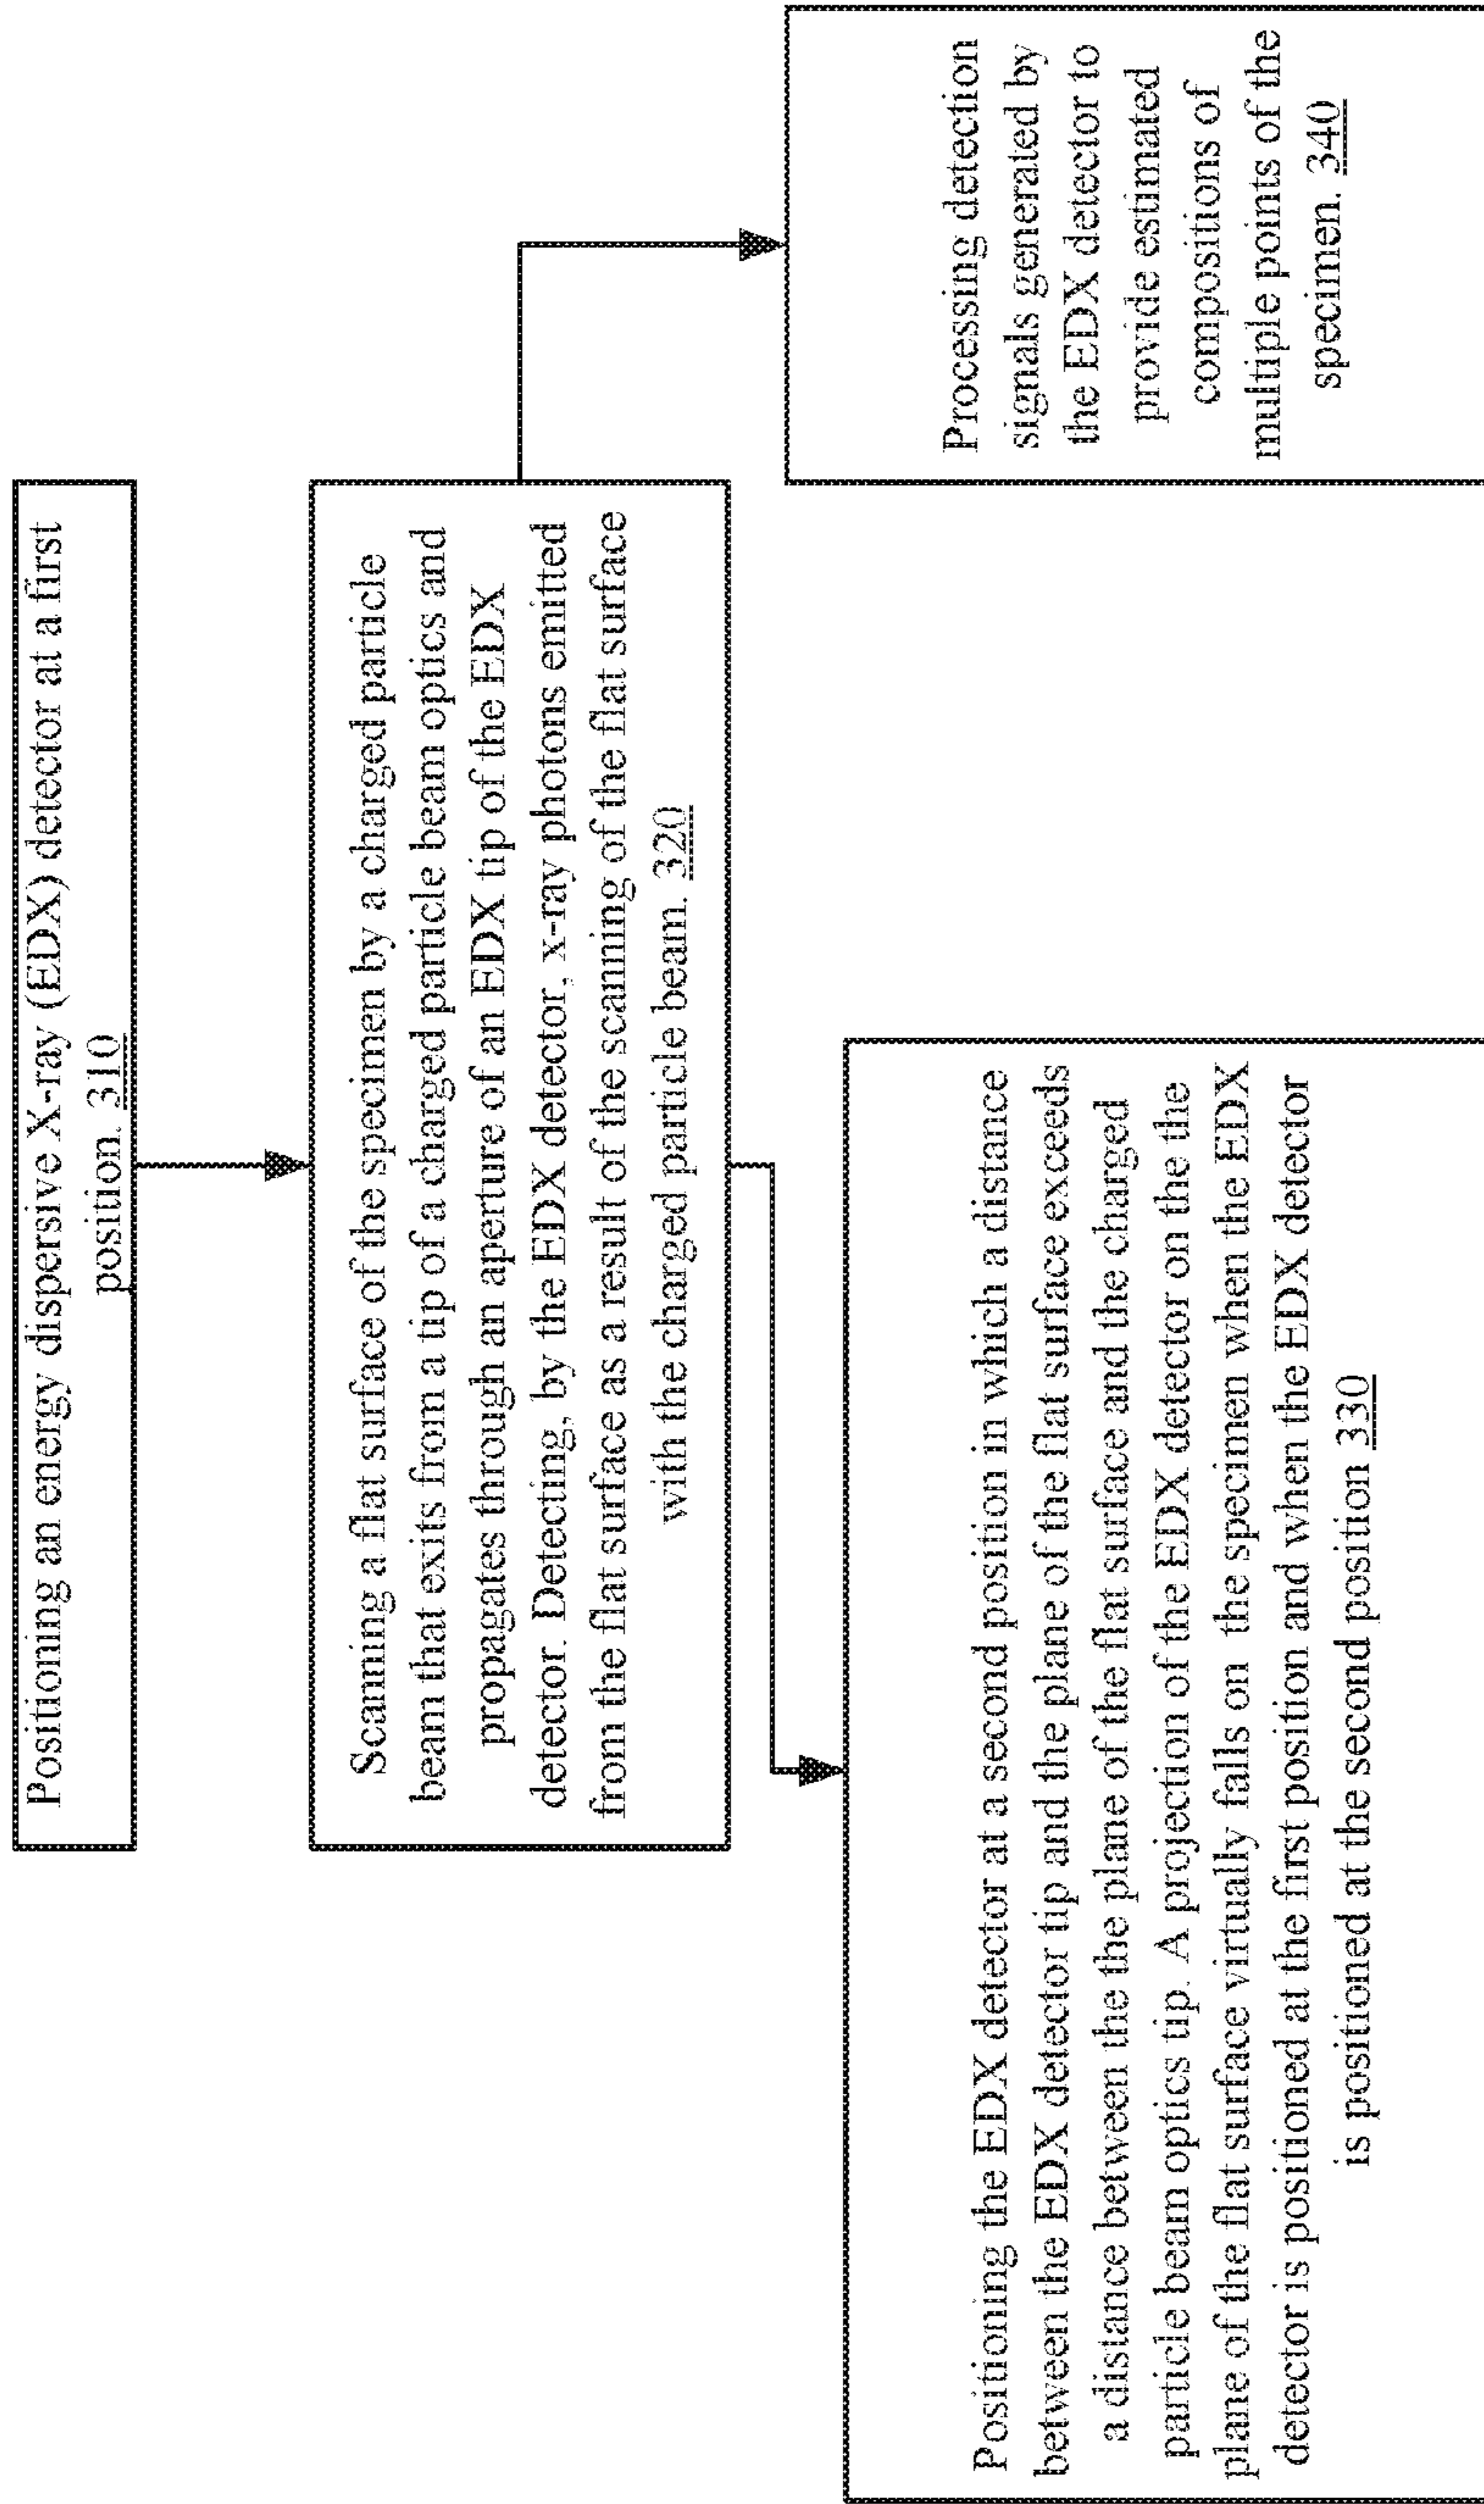 Positioning an energy dispersive X-ray (EDX) detector at a first
position. 310
Scanning a flat surface of the specimen by a charged particle
beam that exits from a tip of a charged particle beam optics and
propagates through an aperture of an EDX tip of the EDX
detector. Detecting, by the EDX detector, x-ray photons emitted
from the flat surface as a result of the scanning of the flat surface
with the charged particle beam. 320
Positioning the EDX detector at a second position in which a distance
between the EDX detector tip and the plane of the flat surface exceeds
a distance between the the plane of the flat surface and the charged
particle beam optics tip. A projection of the EDX detector on the the
plane of the flat surface virtually falls on the specimen when the EDX
detector is positioned at the first position and when the EDX detector
is positioned at the second position 330
Processing detection
signals generated by
the EDX detector to
provide estimated
compositions of
multiple points of the
specimen. 340